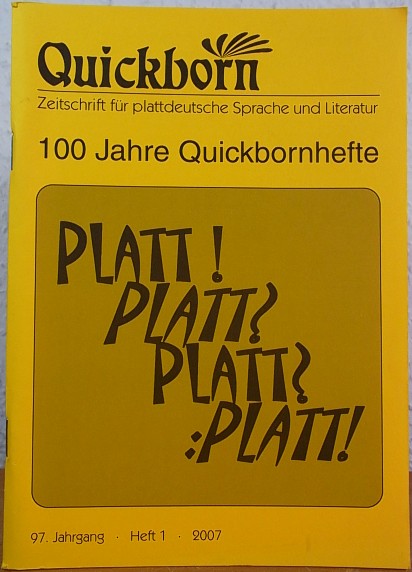 Quickborn
Zeitschrift für plattdeutsche Sprache und Literatur
100 Jahre Quickbornhefte
PLATT!
PLATT?
PLATT?
:PLATT!
97. Jahrgang · Heft 1 · 2007